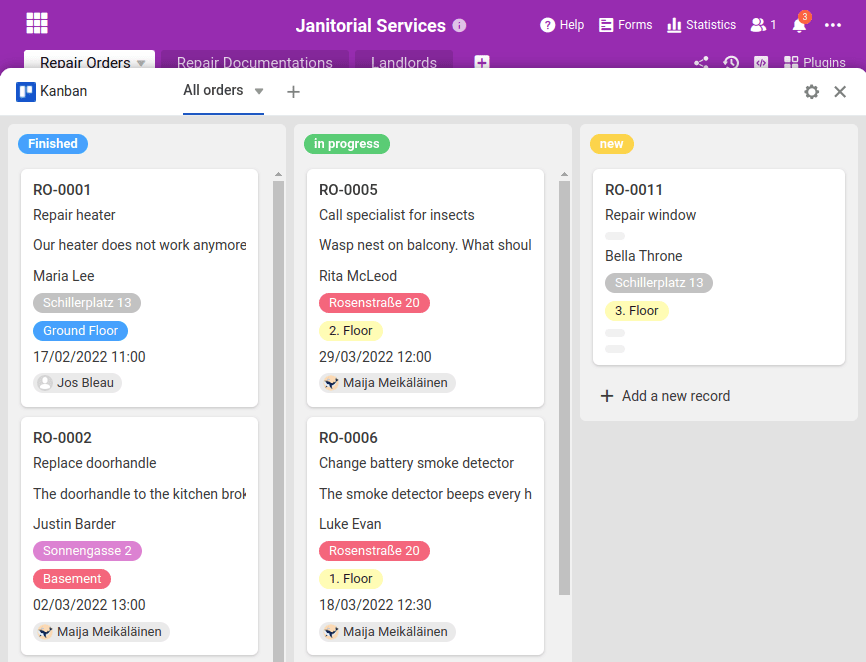 Janitorial Services
Help
Forms
Statistics
1
3
Repair Orders
Repair Documentations
Landlords
Plugins
Kanban
All orders
Finished
RO-0001
Repair heater
Our heater does not work anymore
Maria Lee
Schillerplatz 13
Ground Floor
17/02/2022 11:00
Jos Bleau
RO-0002
Replace doorhandle
The doorhandle to the kitchen brok
Justin Barder
Sonnengasse 2
Basement
02/03/2022 13:00
Maija Meikäläinen
in progress
RO-0005
Call specialist for insects
Wasp nest on balcony. What shoul
Rita McLeod
Rosenstraße 20
2. Floor
29/03/2022 12:00
Maija Meikäläinen
RO-0006
Change battery smoke detector
The smoke detector beeps every h
Luke Evan
Rosenstraße 20
1. Floor
18/03/2022 12:30
Maija Meikäläinen
new
RO-0011
Repair window
Bella Throne
Schillerplatz 13
3. Floor
Add a new record